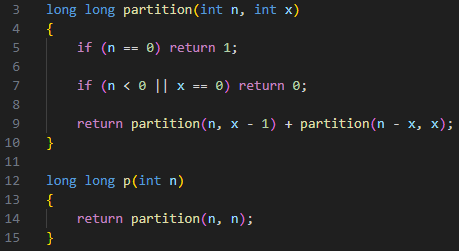 3 long long partition(int n, int x)
4 {
5     if (n == 0) return 1;
6
7     if (n < 0 || x == 0) return 0;
8
9     return partition(n, x - 1) + partition(n - x, x);
10 }
11
12 long long p(int n)
13 {
14     return partition(n, n);
15 }